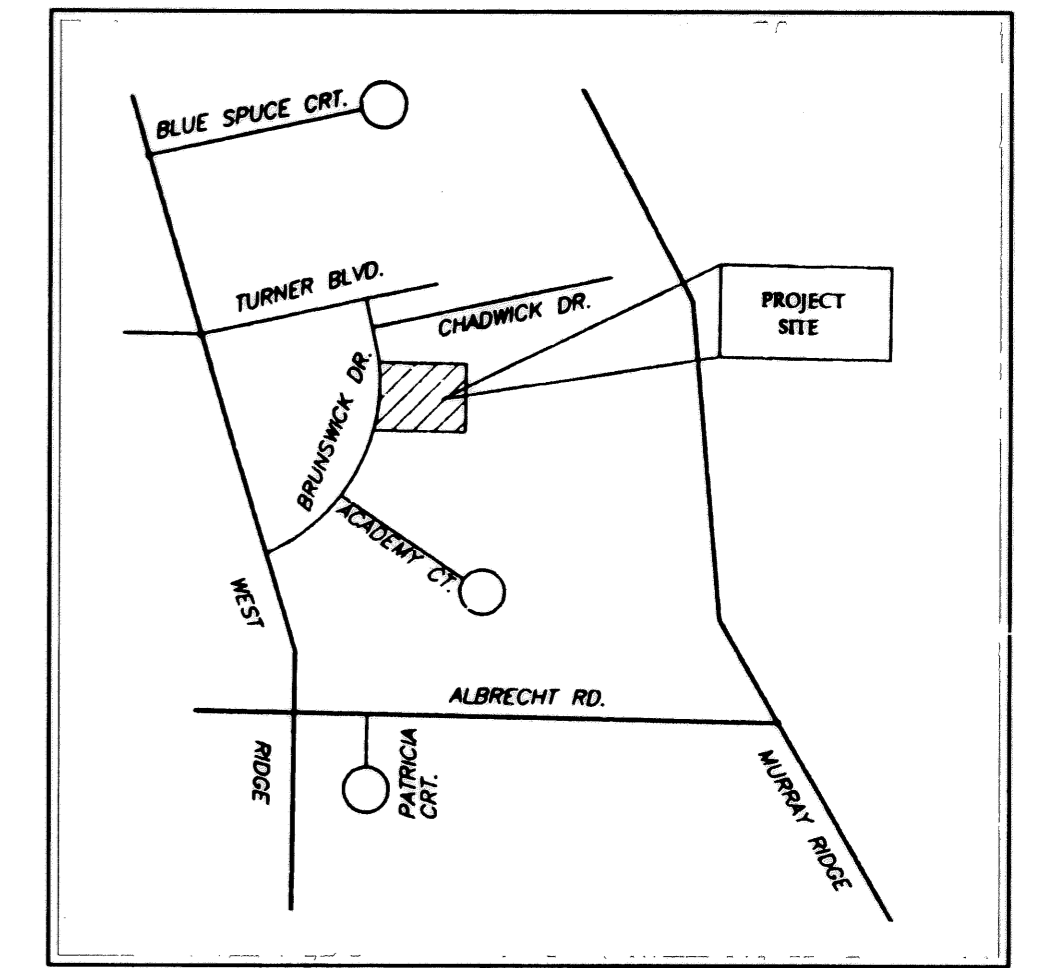 BLUE SPUCE CRT.
TURNER BLVD.
CHADWICK DR.
PROJECT
SITE
BRUNSWICK DR.
ACADEMY CT.
WEST
RIDGE
ALBRECHT RD.
PATRICIA
CRT.
MURRAY RIDGE